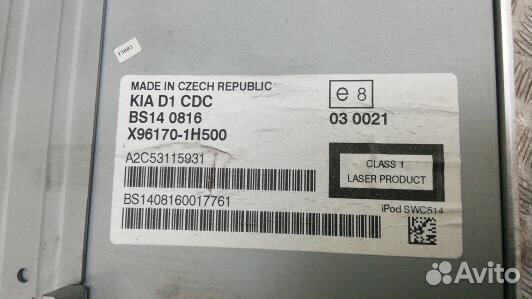 15002
MADE IN CZECH REPUBLIC
KIA D1 CDC
BS14 0816
X96170-1H500
e 8
03 0021
A2C53115931
CLASS 1
LASER PRODUCT
BS1408160017761
iPod SWC514
Avito